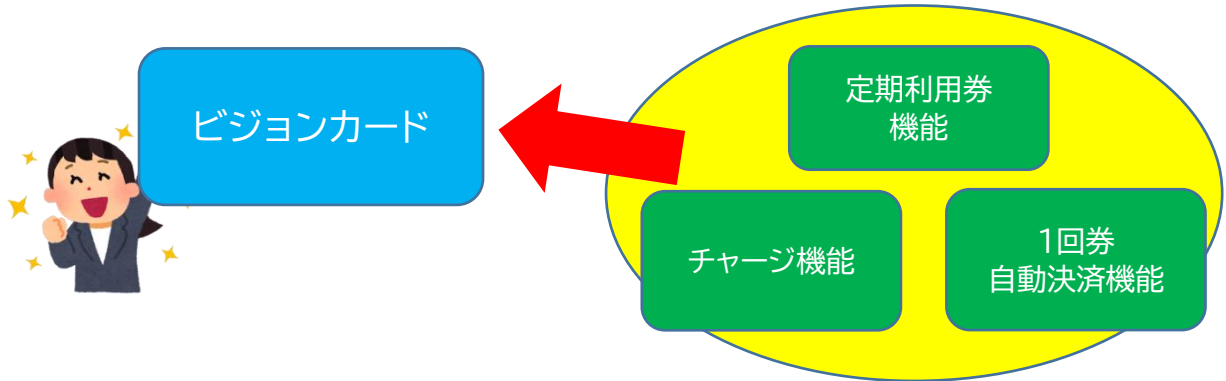 ビジョンカード
定期利用券
機能
チャージ機能
1回券
自動決済機能